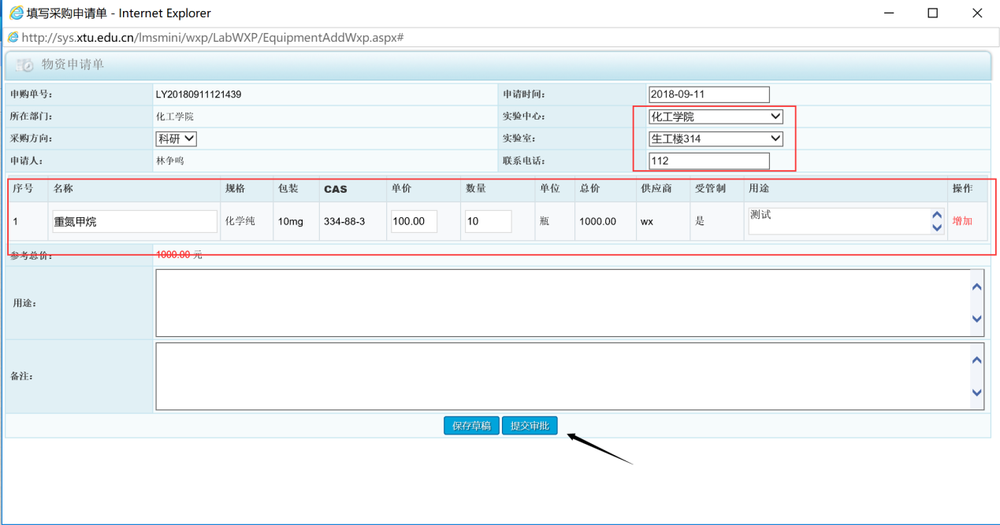 填写采购申请单 - Internet Explorer
http://sys.xtu.edu.cn/lmsmini/wxp/LabWXP/EquipmentAddWxp.aspx#
物资申请单
申购单号: LY20180911121439 申请时间: 2018-09-11
所在部门: 化工学院 实验中心: 化工学院
采购方向: 科研 实验室: 生工楼314
申请人: 林争鸣 联系电话: 112
序号 名称 规格 包装 CAS 单价 数量 单位 总价 供应商 受管制 用途 操作
1 重氮甲烷 化学纯 10mg 334-88-3 100.00 10 瓶 1000.00 wx 是 测试 增加
参考总价: 1000.00 元
用途:
备注:
保存草稿 提交审批